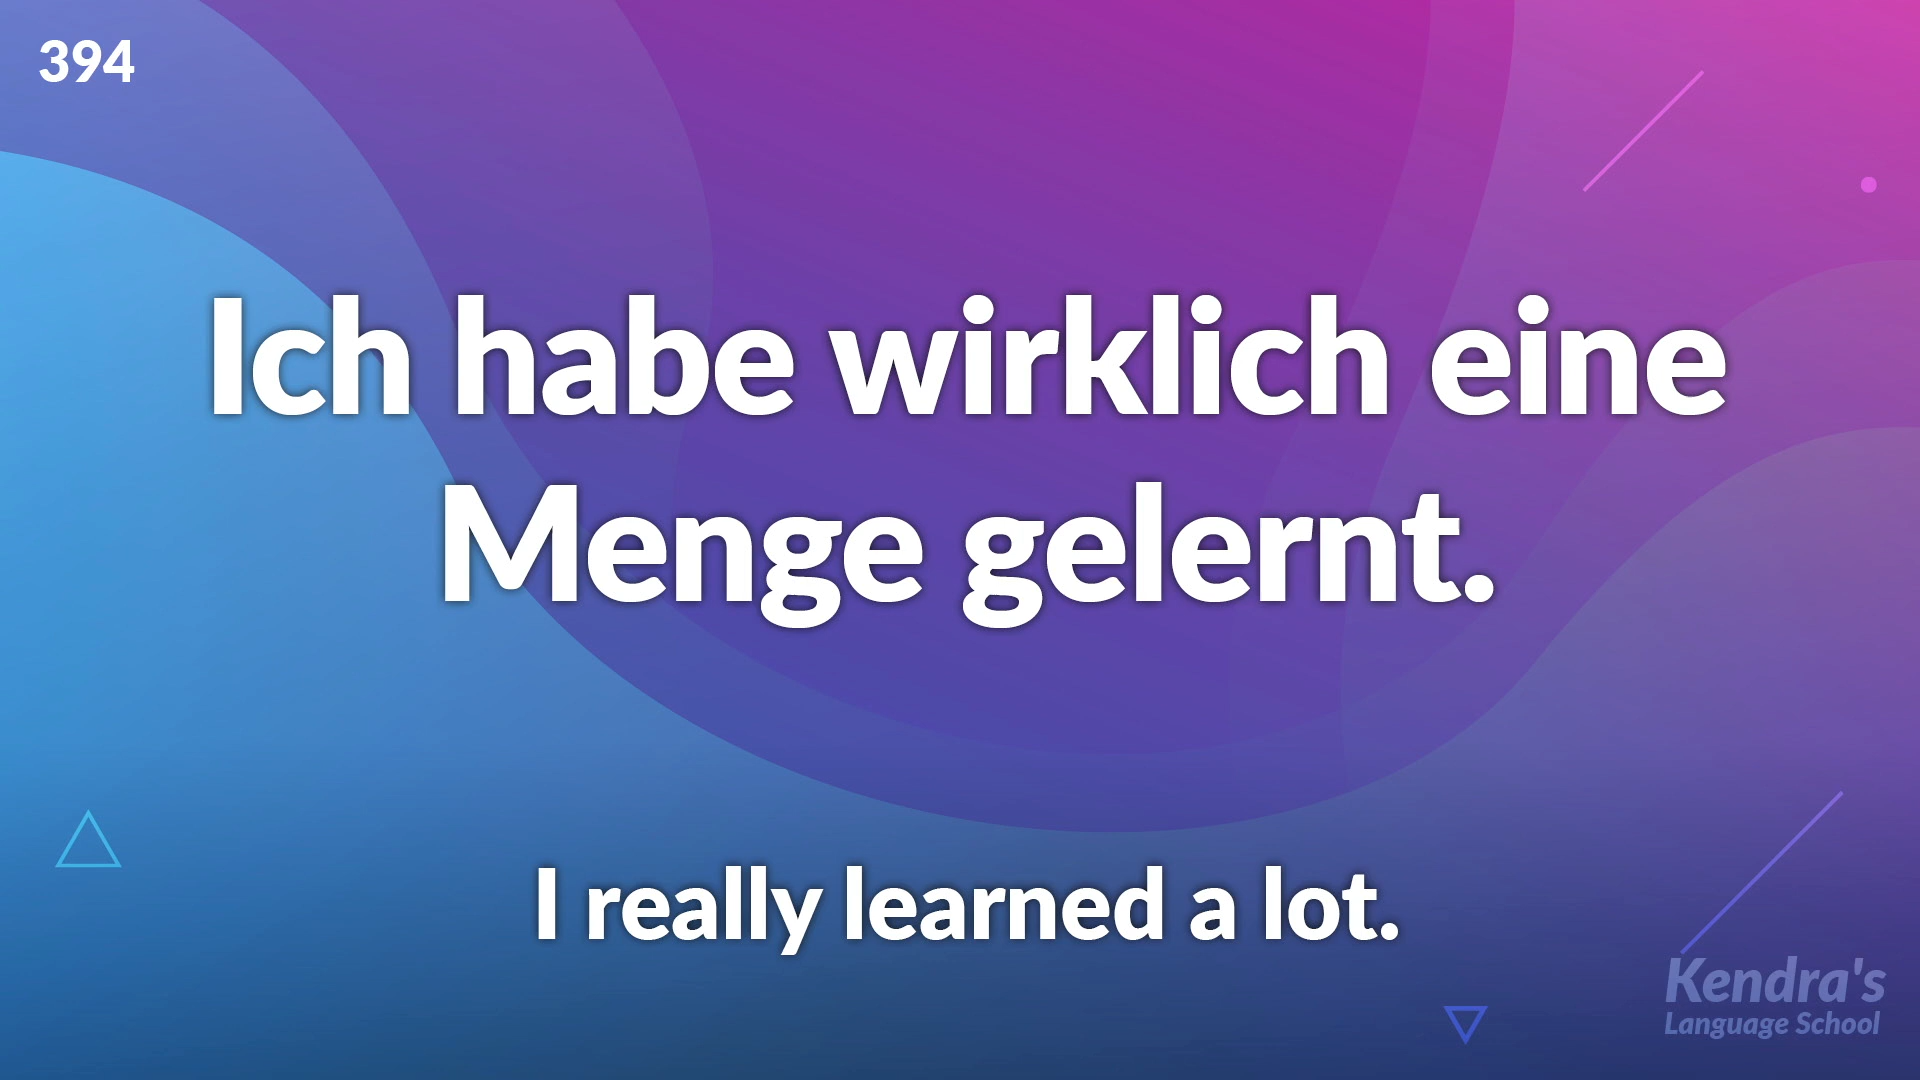 394
Ich habe wirklich eine
Menge gelernt.
I really learned a lot.
Kendra's
Language School